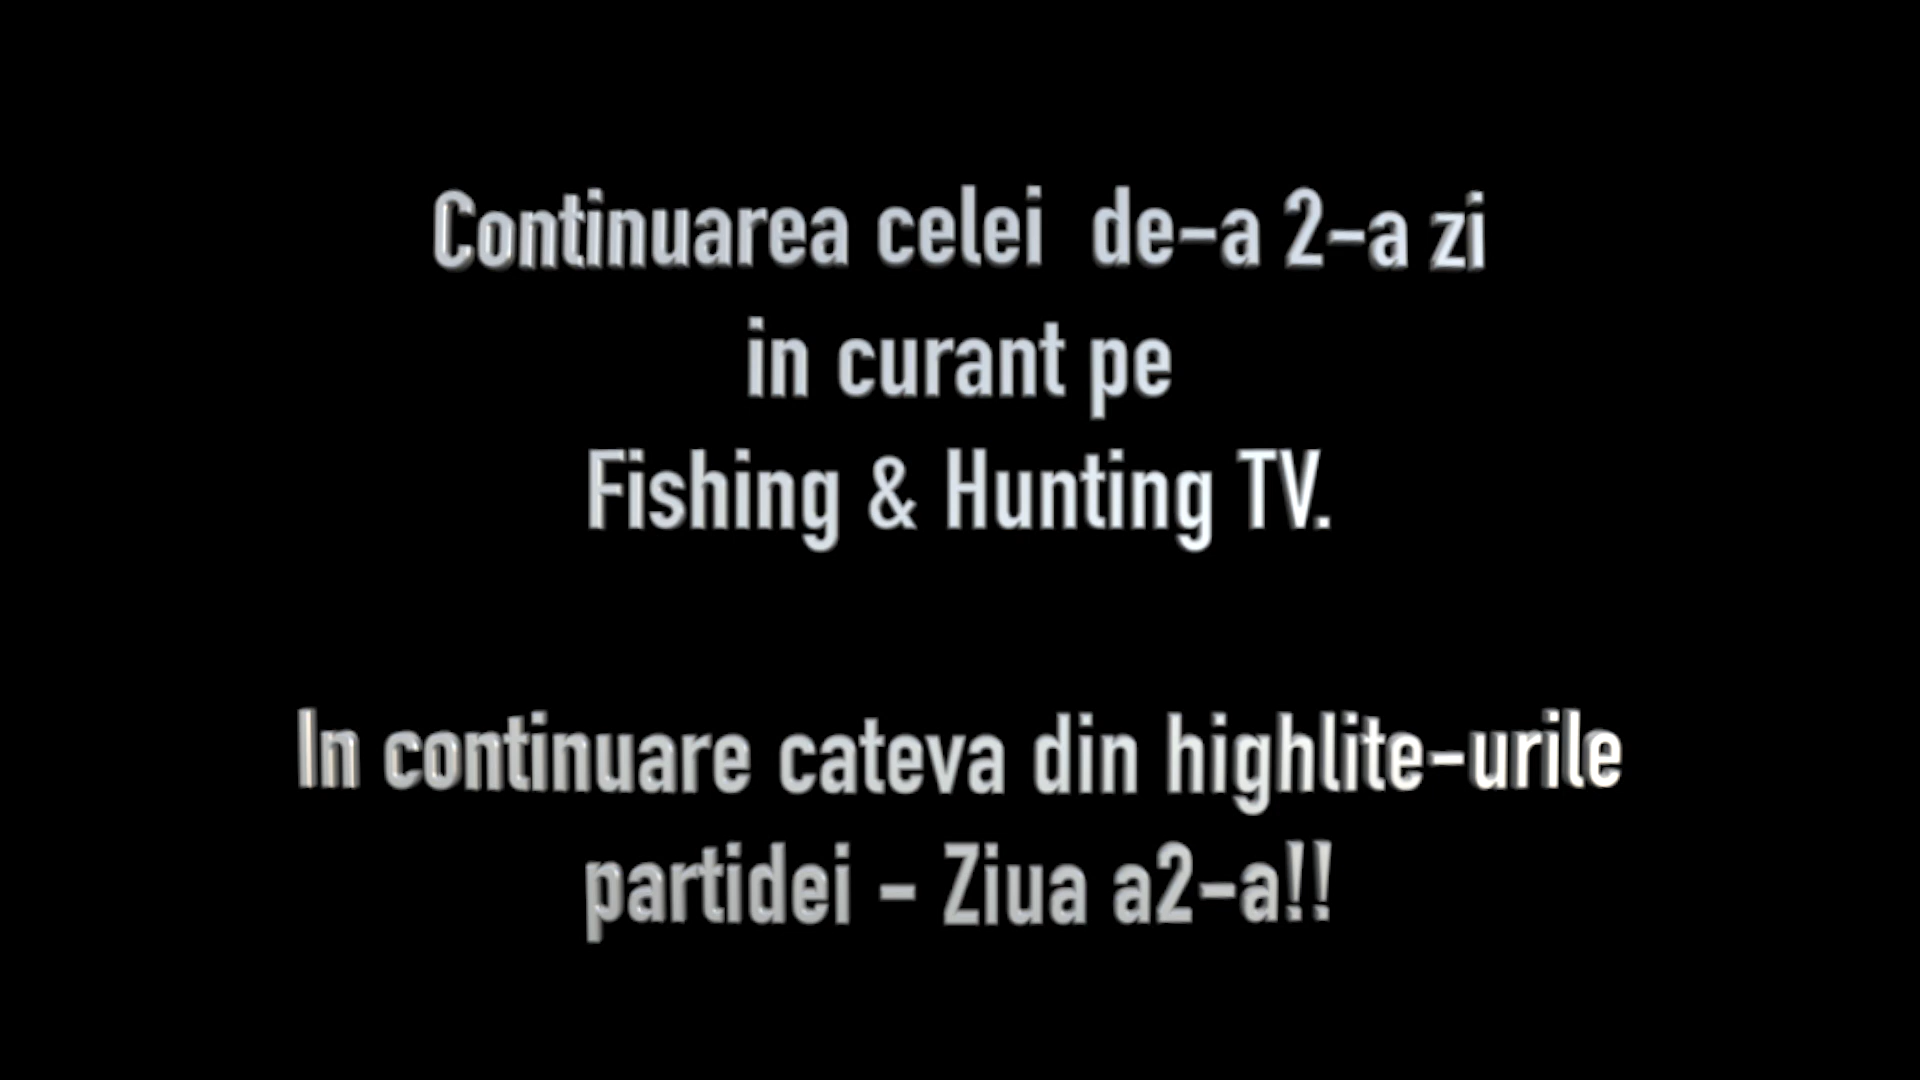 Continuarea celei  de-a 2-a zi
in curant pe
Fishing & Hunting TV.
In continuare cateva din highlite-urile
partidei - Ziua a2-a!!